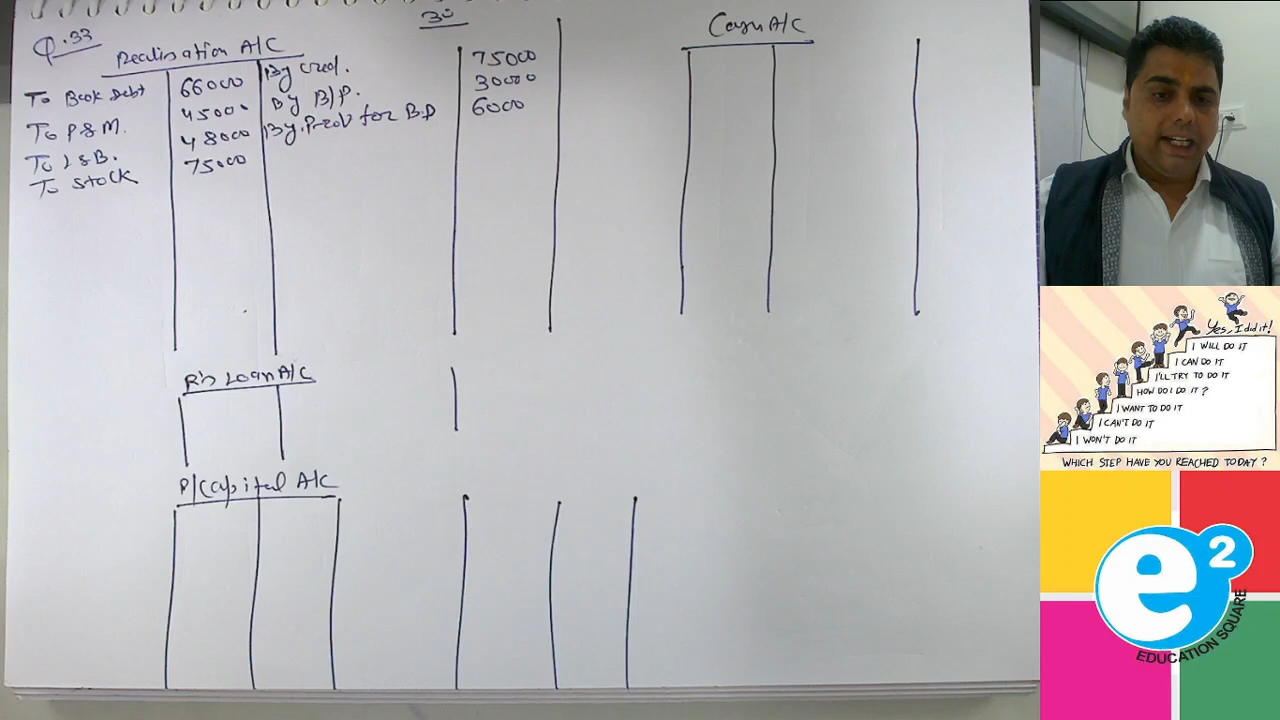 Q.33
30
Realisation A/C
To Book Debt 66000 By Cred. 75000
To P&M. 45000 By B/P. 30000
To L&B. 48000 By. Prov for B.D 6000
To Stock 75000
Cash A/C
R's Loan A/C
P/Capital A/C
Yes, I did it!
I WILL DO IT
I CAN DO IT
I'LL TRY TO DO IT
HOW DO I DO IT?
I WANT TO DO IT
I CAN'T DO IT
I WON'T DO IT
WHICH STEP HAVE YOU REACHED TODAY?
e2
EDUCATION SQUARE